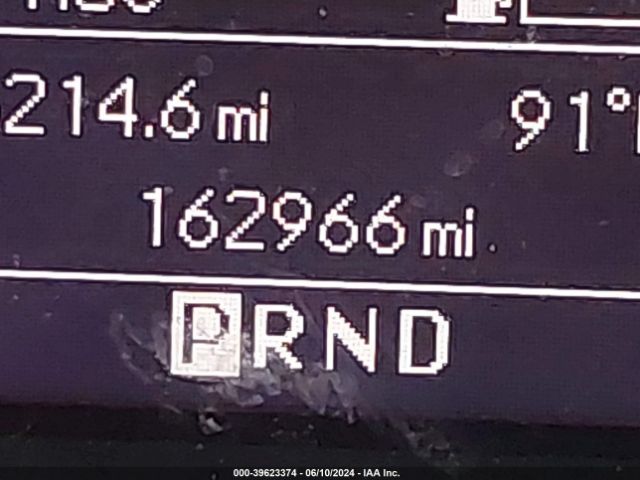 214.6 mi 91°
162966 mi
PRND
000-39623374 - 06/10/2024 - IAA Inc.